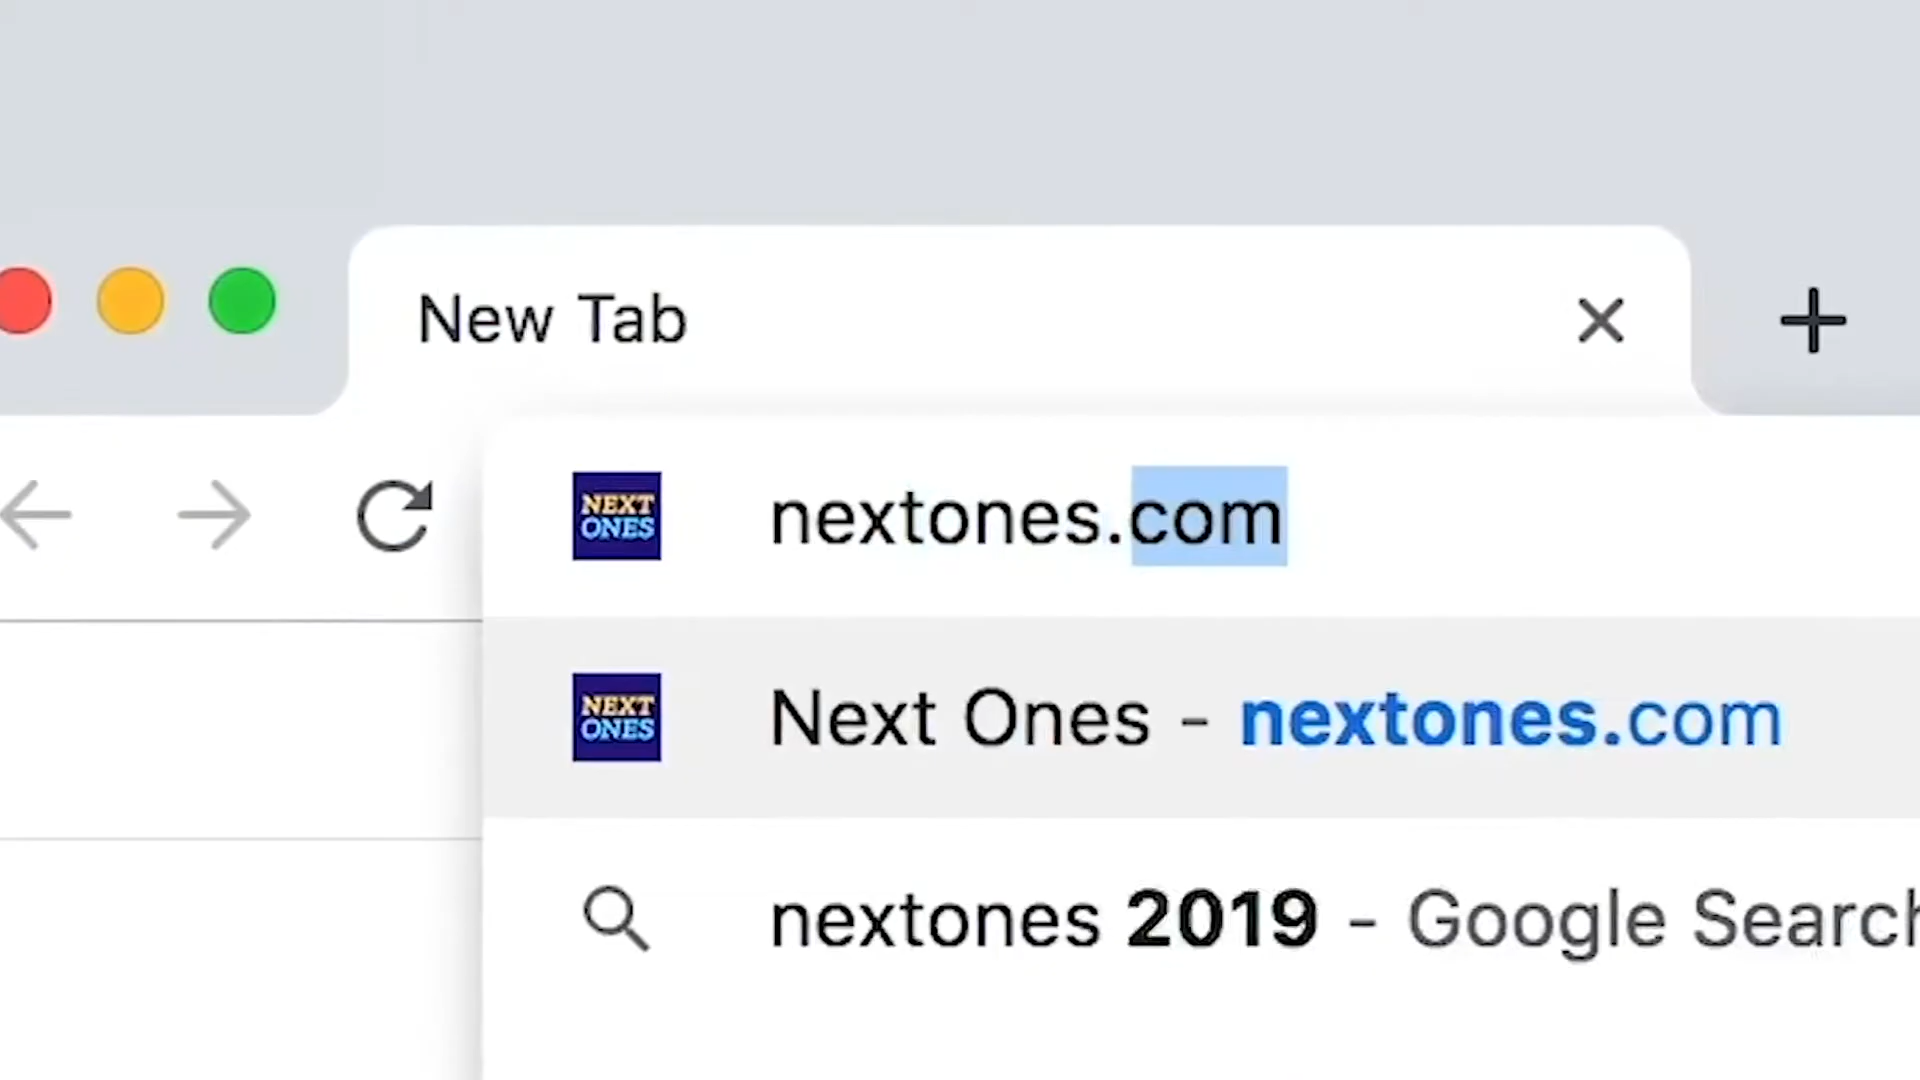 New Tab
NEXT
ONES
nextones.com
NEXT
ONES
Next Ones - nextones.com
nextones 2019 - Google Search